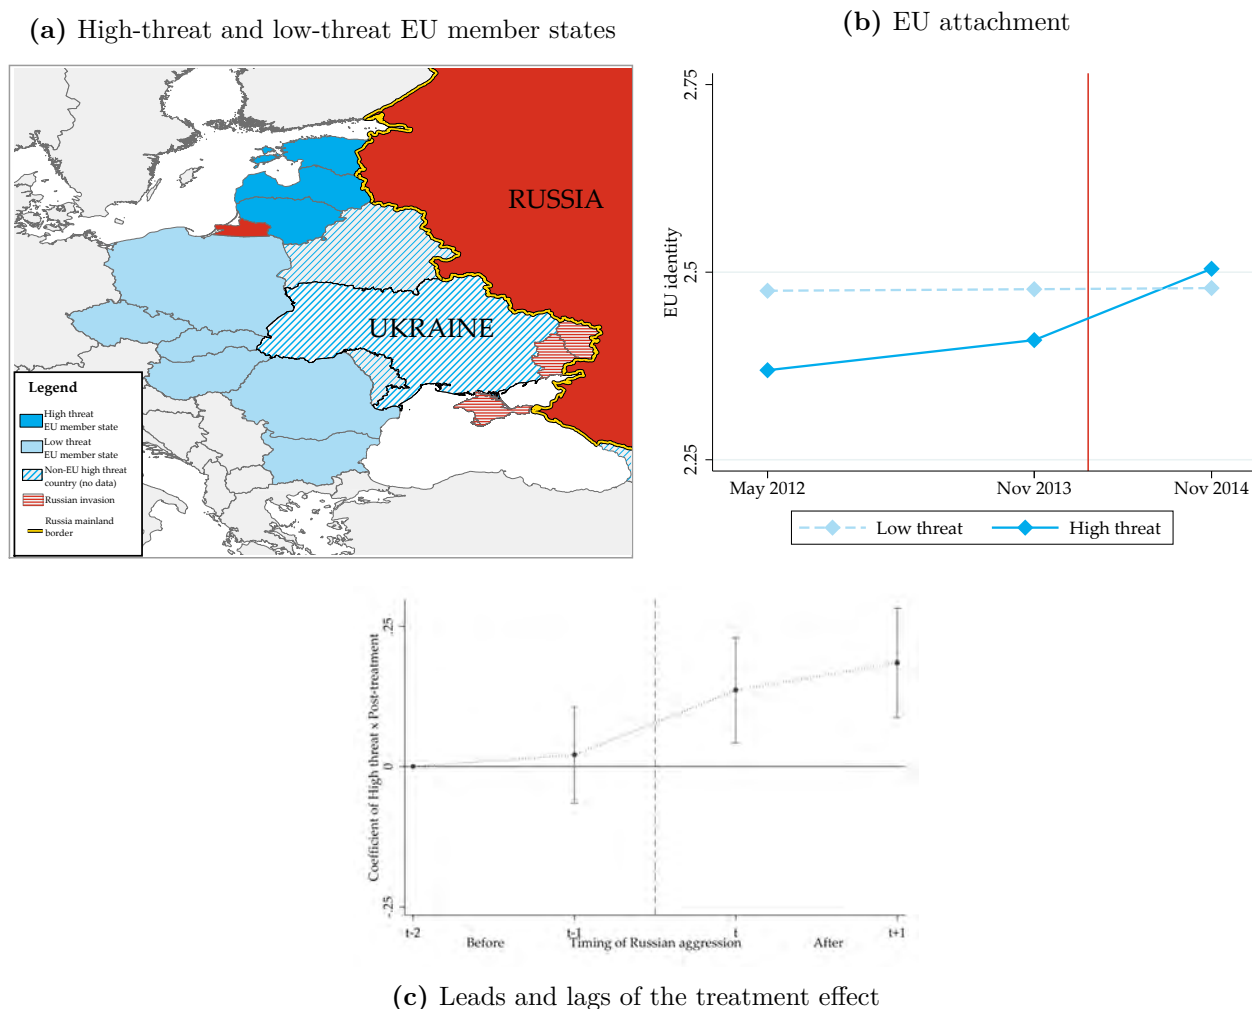 (a) High-threat and low-threat EU member states
RUSSIA
UKRAINE
Legend
High threat
EU member state
Low threat
EU member state
Non-EU high threat
country (no data)
Russian invasion
Russia mainland
border
(b) EU attachment
EU identity
2.75
2.5
2.25
May 2012
Nov 2013
Nov 2014
Low threat
High threat
Coefficient of High threat x Post-treatment
.25
0
-.25
t-2
t-1
t
t+1
Before
Timing of Russian aggression
After
(c) Leads and lags of the treatment effect